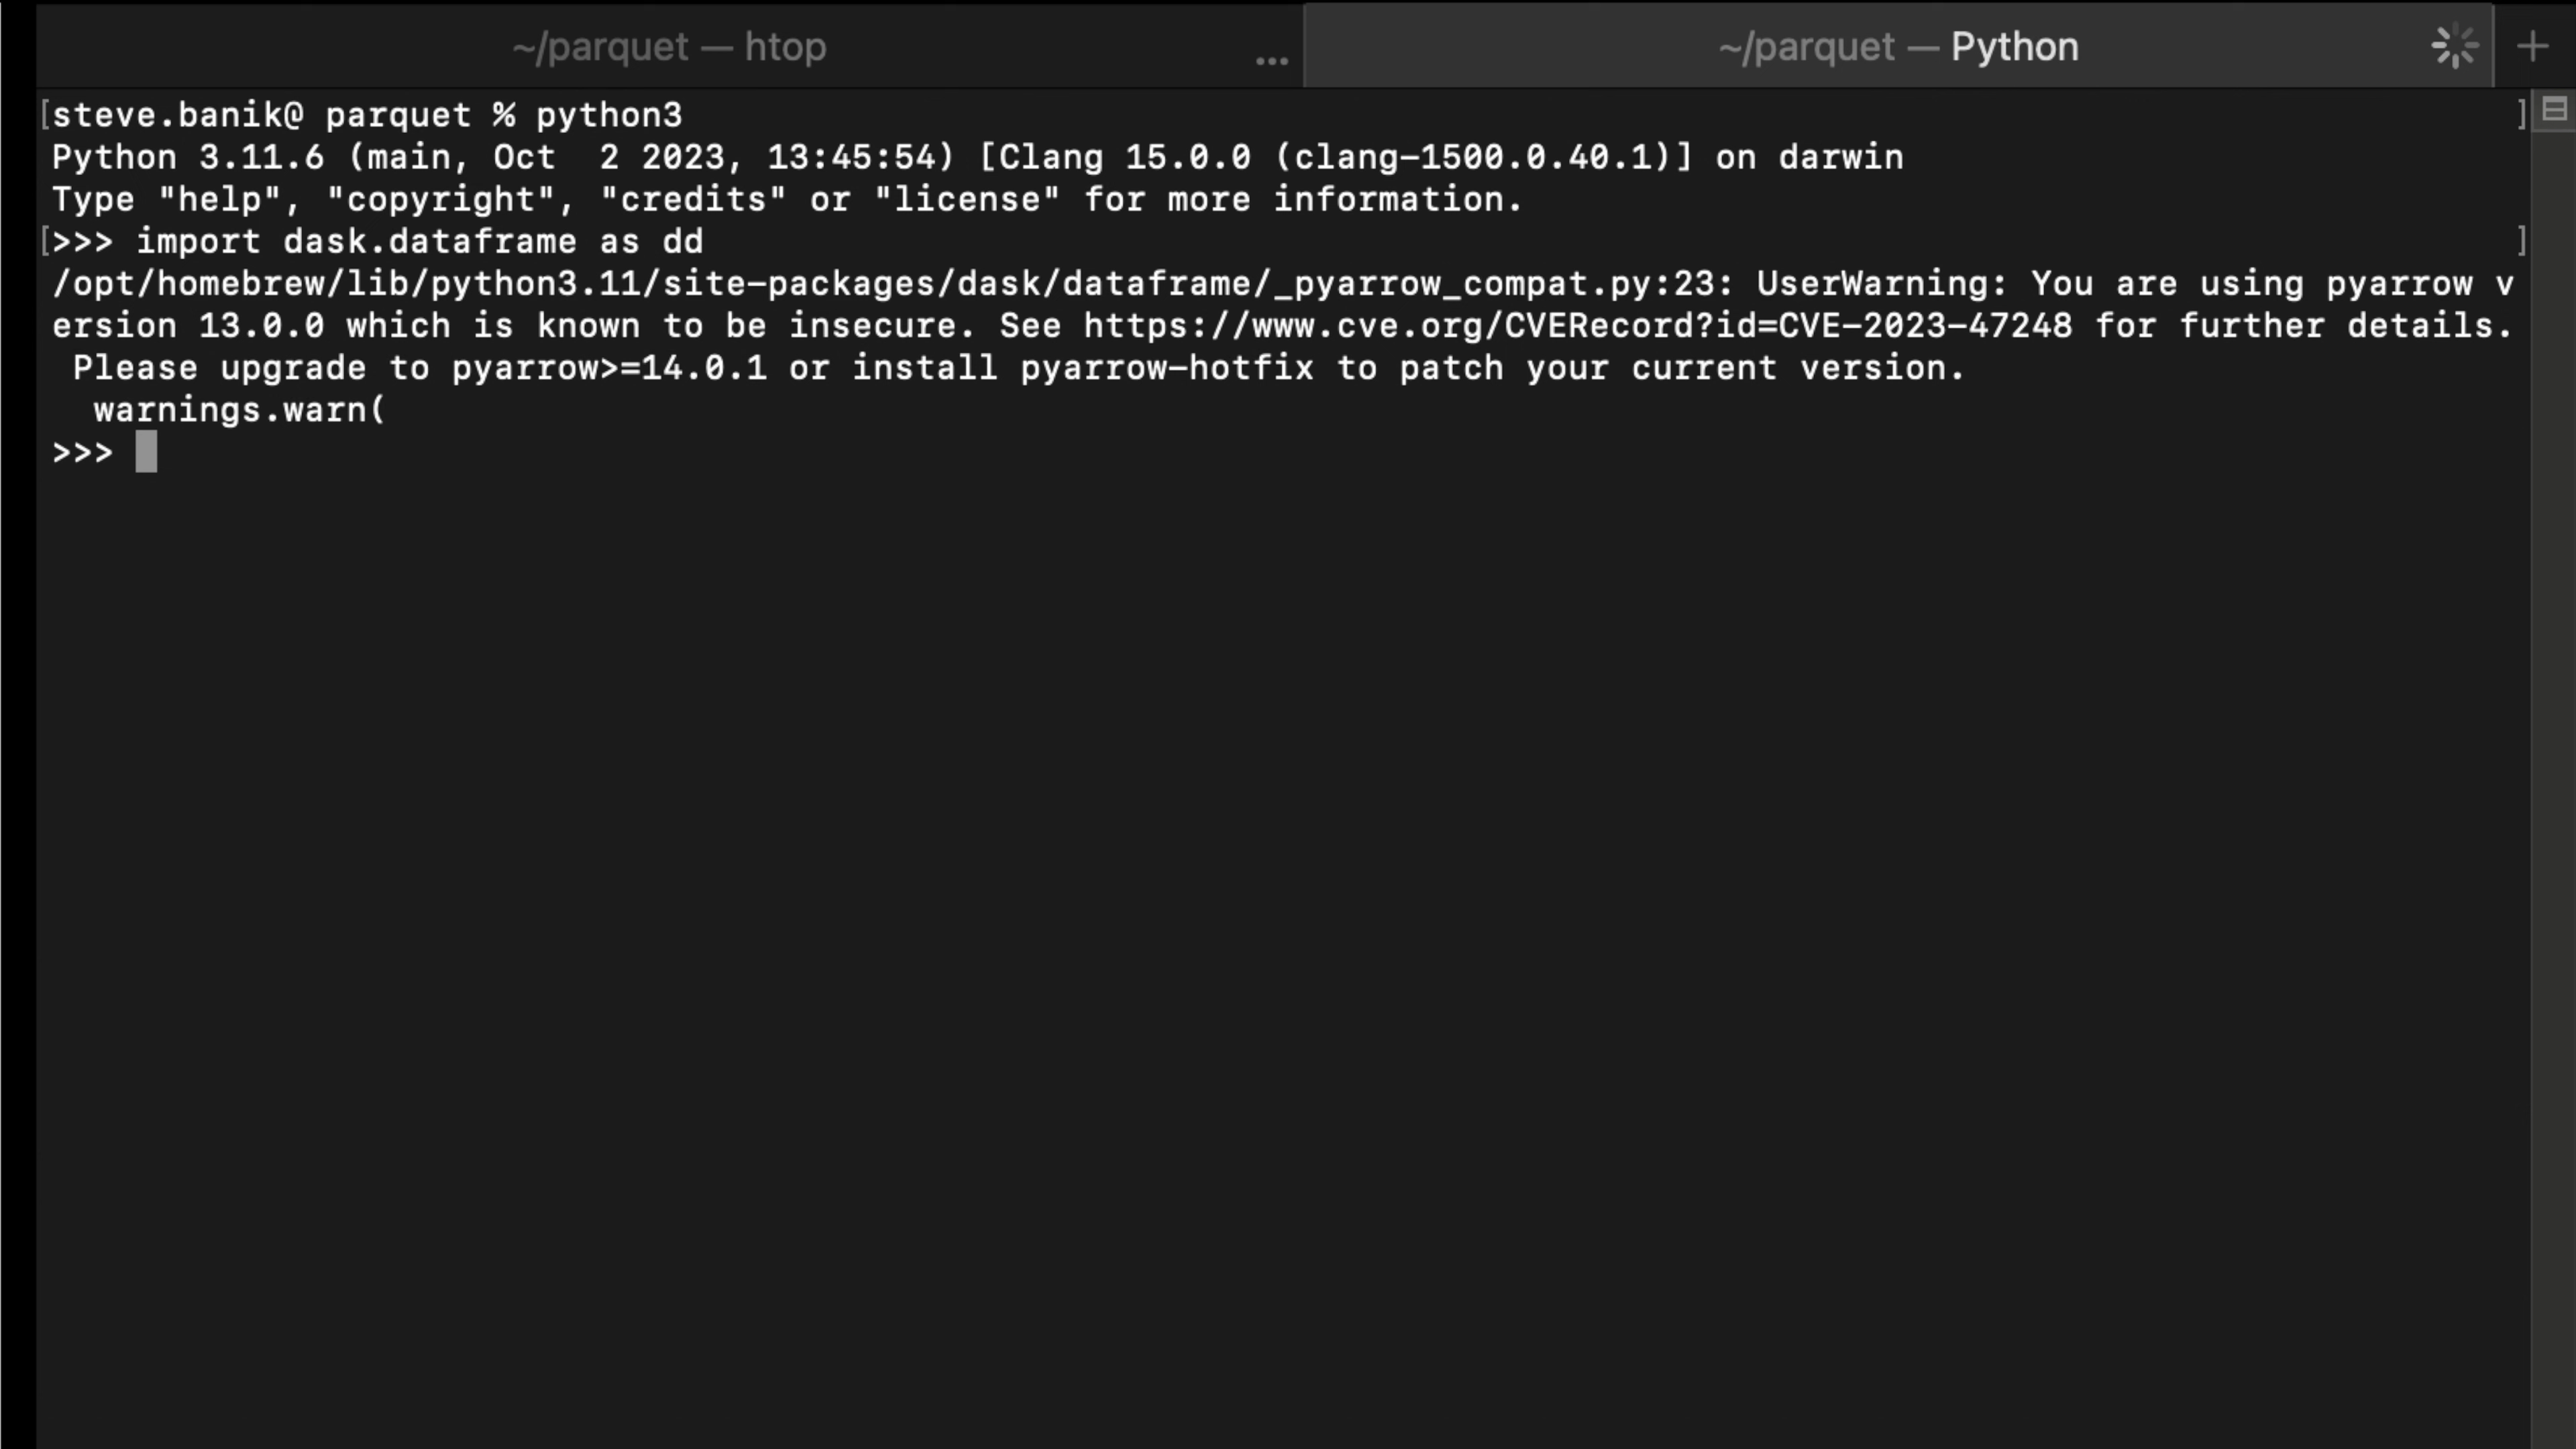 ~/parquet — htop
...
~/parquet — Python
+
[steve.banik@ parquet % python3 ]
Python 3.11.6 (main, Oct  2 2023, 13:45:54) [Clang 15.0.0 (clang-1500.0.40.1)] on darwin
Type "help", "copyright", "credits" or "license" for more information.
[>>> import dask.dataframe as dd ]
/opt/homebrew/lib/python3.11/site-packages/dask/dataframe/_pyarrow_compat.py:23: UserWarning: You are using pyarrow v
ersion 13.0.0 which is known to be insecure. See https://www.cve.org/CVERecord?id=CVE-2023-47248 for further details.
 Please upgrade to pyarrow>=14.0.1 or install pyarrow-hotfix to patch your current version.
  warnings.warn(
>>>